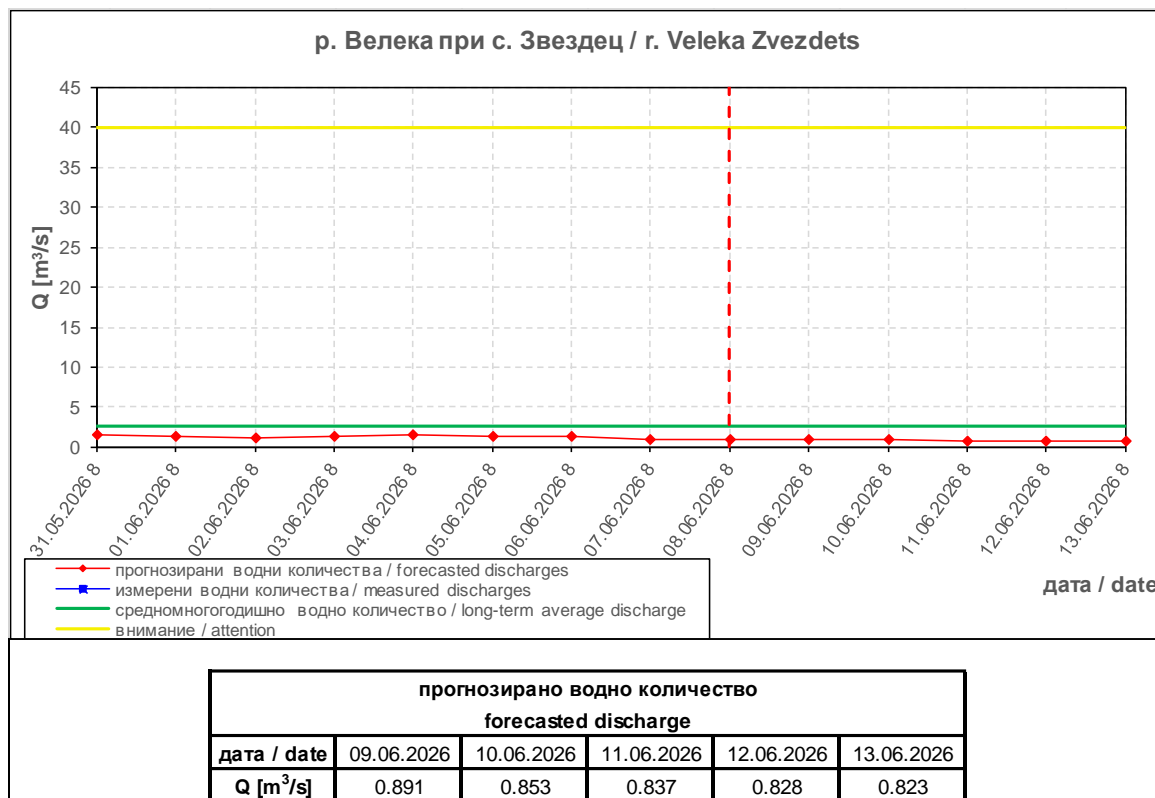 р. Велека при с. Звездец / r. Veleka Zvezdets
Q [m³/s]
45
40
35
30
25
20
15
10
5
0
31.05.2026 8
01.06.2026 8
02.06.2026 8
03.06.2026 8
04.06.2026 8
05.06.2026 8
06.06.2026 8
07.06.2026 8
08.06.2026 8
09.06.2026 8
10.06.2026 8
11.06.2026 8
12.06.2026 8
13.06.2026 8
дата / date
прогнозирани водни количества / forecasted discharges
измерени водни количества / measured discharges
средномногогодишно водно количество / long-term average discharge
внимание / attention
прогнозирано водно количество
forecasted discharge
дата / date 09.06.2026 10.06.2026 11.06.2026 12.06.2026 13.06.2026
Q [m³/s] 0.891 0.853 0.837 0.828 0.823